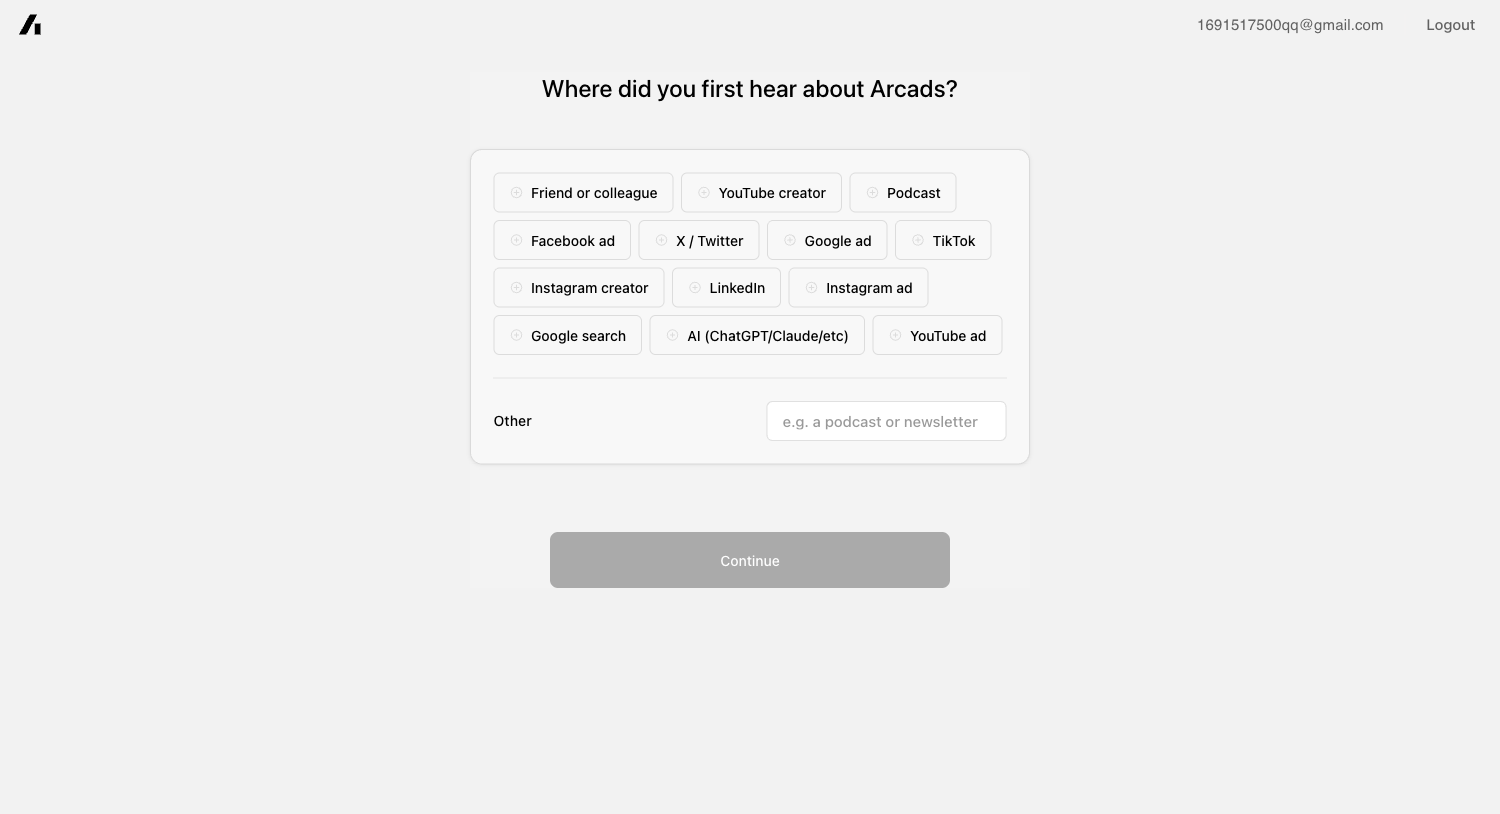 1691517500qq@gmail.com Logout
Where did you first hear about Arcads?
Friend or colleague YouTube creator Podcast
Facebook ad X / Twitter Google ad TikTok
Instagram creator LinkedIn Instagram ad
Google search AI (ChatGPT/Claude/etc) YouTube ad
Other e.g. a podcast or newsletter
Continue